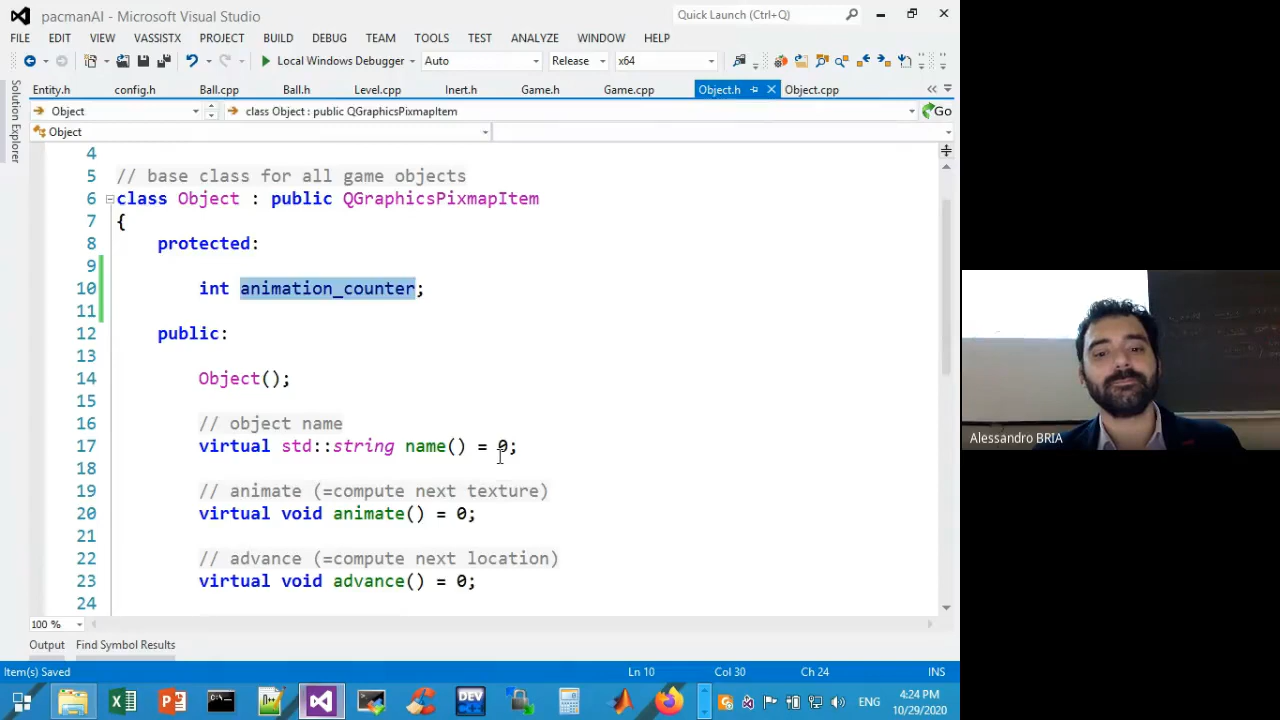 pacmanAI - Microsoft Visual Studio
Quick Launch (Ctrl+Q)
FILE EDIT VIEW VASSISTX PROJECT BUILD DEBUG TEAM TOOLS TEST ANALYZE WINDOW HELP
Local Windows Debugger Auto Release x64
Solution Explorer
Entity.h config.h Ball.cpp Ball.h Level.cpp Inert.h Game.h Game.cpp Object.h Object.cpp
Object class Object : public QGraphicsPixmapItem Go
Object
4
5 // base class for all game objects
6 class Object : public QGraphicsPixmapItem
7 {
8 protected:
9
10 int animation_counter;
11
12 public:
13
14 Object();
15
16 // object name
17 virtual std::string name() = 0;
18
19 // animate (=compute next texture)
20 virtual void animate() = 0;
21
22 // advance (=compute next location)
23 virtual void advance() = 0;
24
100 %
Output Find Symbol Results
Item(s) Saved Ln 10 Col 30 Ch 24 INS
DEV
ENG
4:24 PM
10/29/2020
Alessandro BRIA